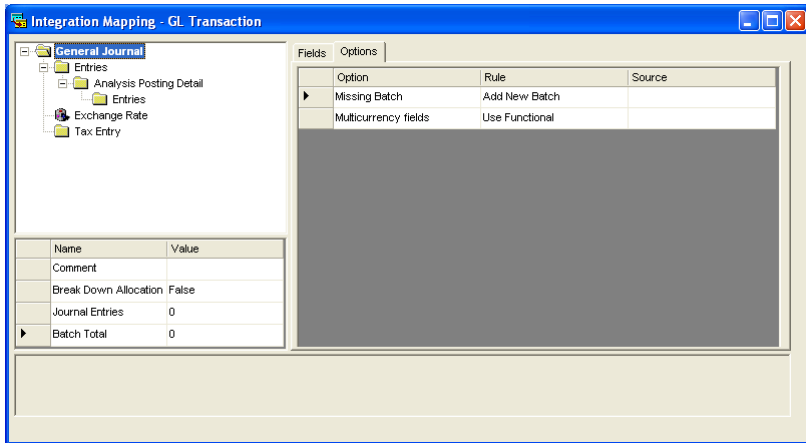 Integration Mapping - GL Transaction
General Journal
Entries
Analysis Posting Detail
Entries
Exchange Rate
Tax Entry
Fields Options
Option Rule Source
Missing Batch Add New Batch
Multicurrency fields Use Functional
Name Value
Comment
Break Down Allocation False
Journal Entries 0
Batch Total 0